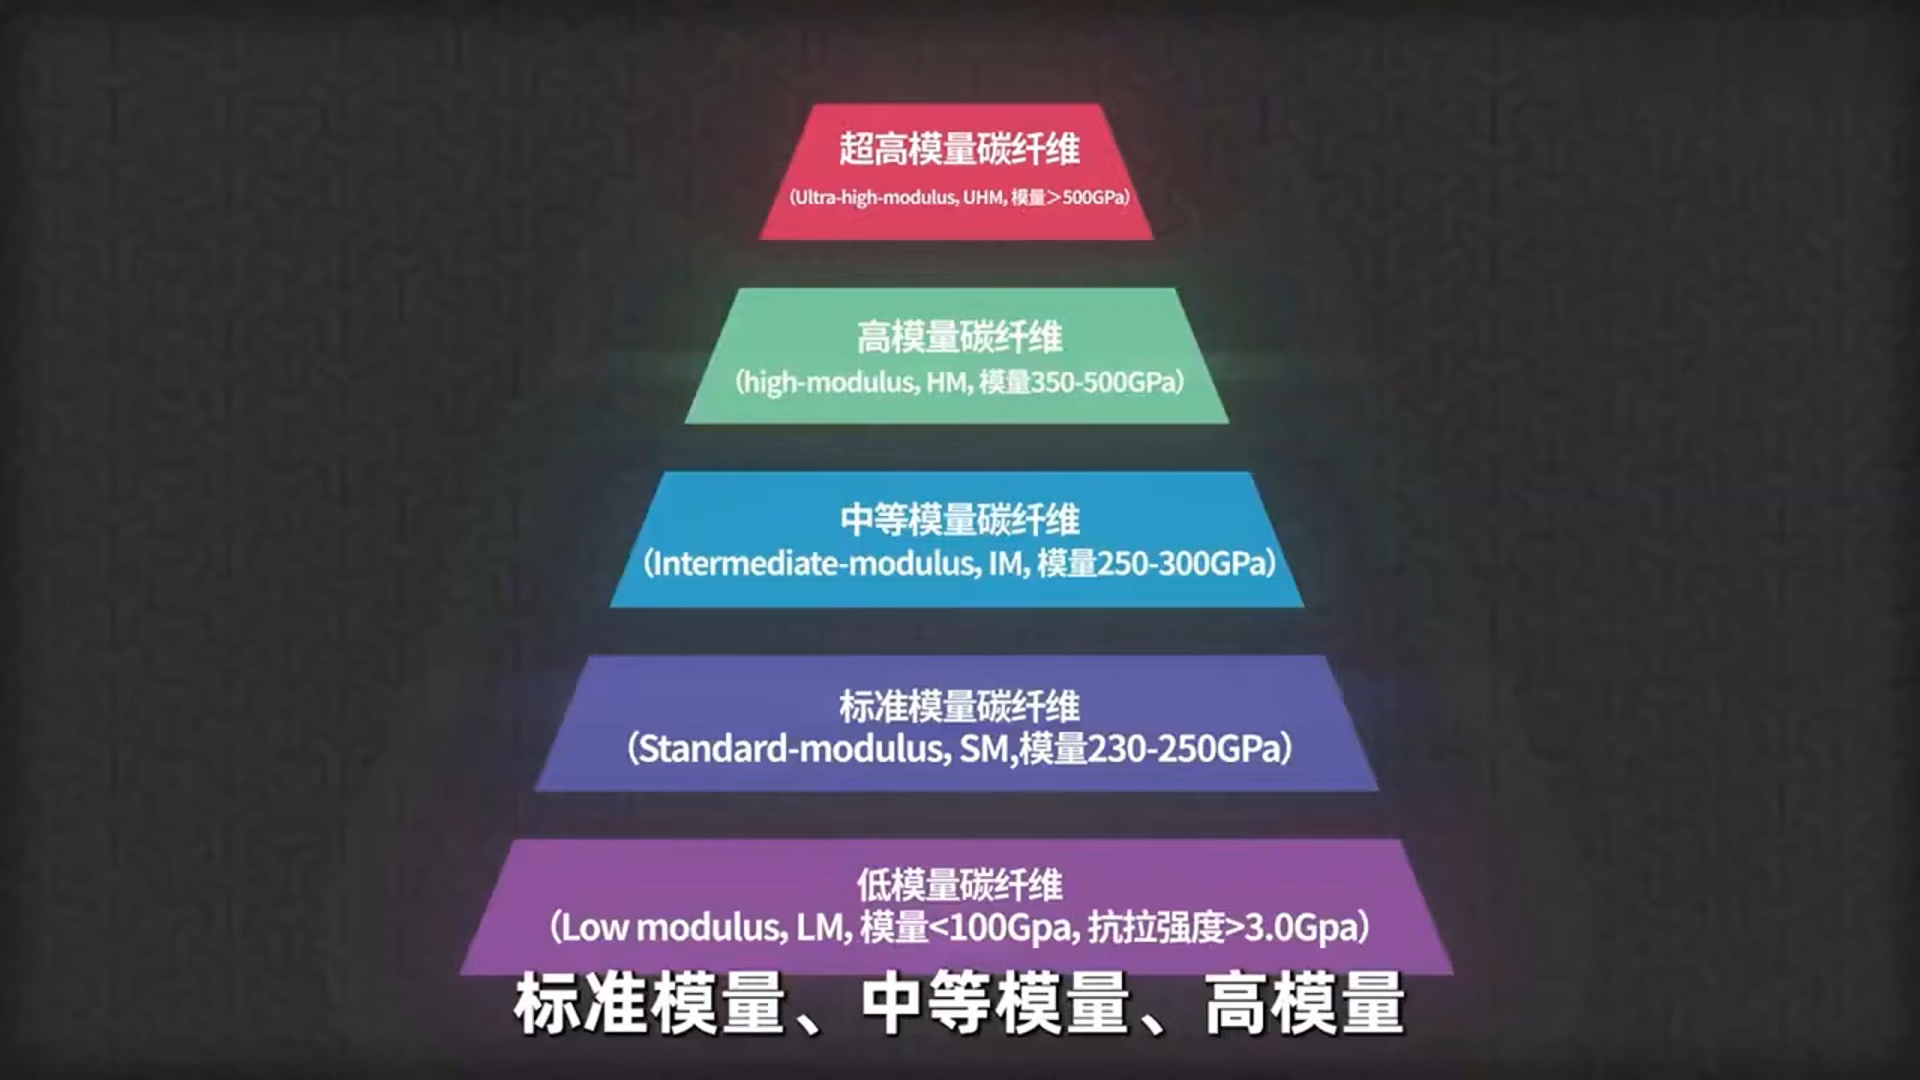 超高模量碳纤维
(Ultra-high-modulus, UHM, 模量＞500GPa)
高模量碳纤维
(high-modulus, HM, 模量350-500GPa)
中等模量碳纤维
(Intermediate-modulus, IM, 模量250-300GPa)
标准模量碳纤维
(Standard-modulus, SM,模量230-250GPa)
低模量碳纤维
(Low modulus, LM, 模量<100Gpa, 抗拉强度>3.0Gpa)
标准模量、中等模量、高模量